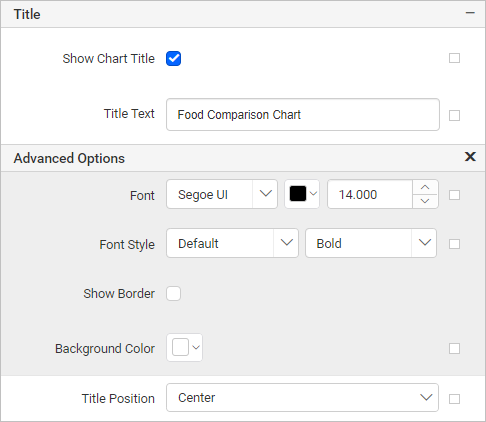 Title
Show Chart Title
Title Text Food Comparison Chart
Advanced Options
Font Segoe UI 14.000
Font Style Default Bold
Show Border
Background Color
Title Position Center